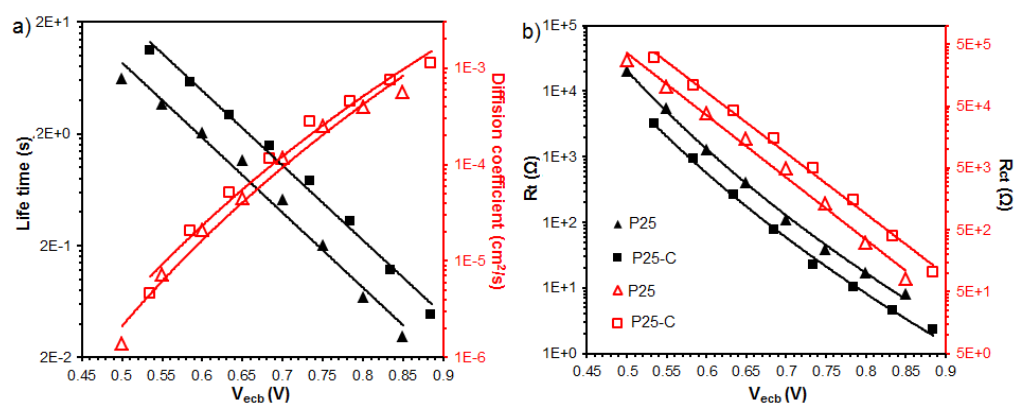 a)
Life time (s)
2E+1
2E+0
2E-1
2E-2
0.45 0.5 0.55 0.6 0.65 0.7 0.75 0.8 0.85 0.9
Vecb (V)
1E-3
1E-4
1E-5
1E-6
Diffision coefficient (cm²/s)
b)
Rt (Ω)
1E+5
1E+4
1E+3
1E+2
1E+1
1E+0
P25
P25-C
P25
P25-C
0.45 0.5 0.55 0.6 0.65 0.7 0.75 0.8 0.85 0.9
Vecb (V)
5E+5
5E+4
5E+3
5E+2
5E+1
5E+0
Rct (Ω)